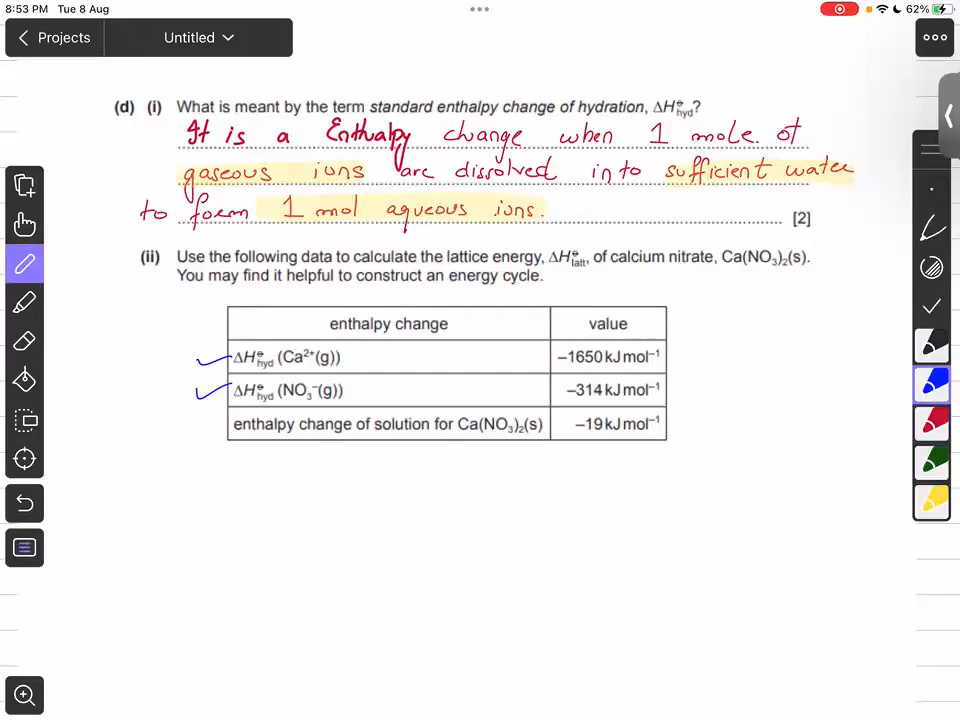 8:53 PM Tue 8 Aug
62%
Projects
Untitled
(d) (i) What is meant by the term standard enthalpy change of hydration, ΔH⦵hyd?
It is a Enthalpy change when 1 mole of
gaseous ions are dissolved into sufficient water
to form 1 mol aqueous ions.
[2]
(ii) Use the following data to calculate the lattice energy, ΔH⦵latt, of calcium nitrate, Ca(NO₃)₂(s).
You may find it helpful to construct an energy cycle.
enthalpy change value
ΔH⦵hyd (Ca²⁺(g)) –1650 kJ mol⁻¹
ΔH⦵hyd (NO₃⁻(g)) –314 kJ mol⁻¹
enthalpy change of solution for Ca(NO₃)₂(s) –19 kJ mol⁻¹